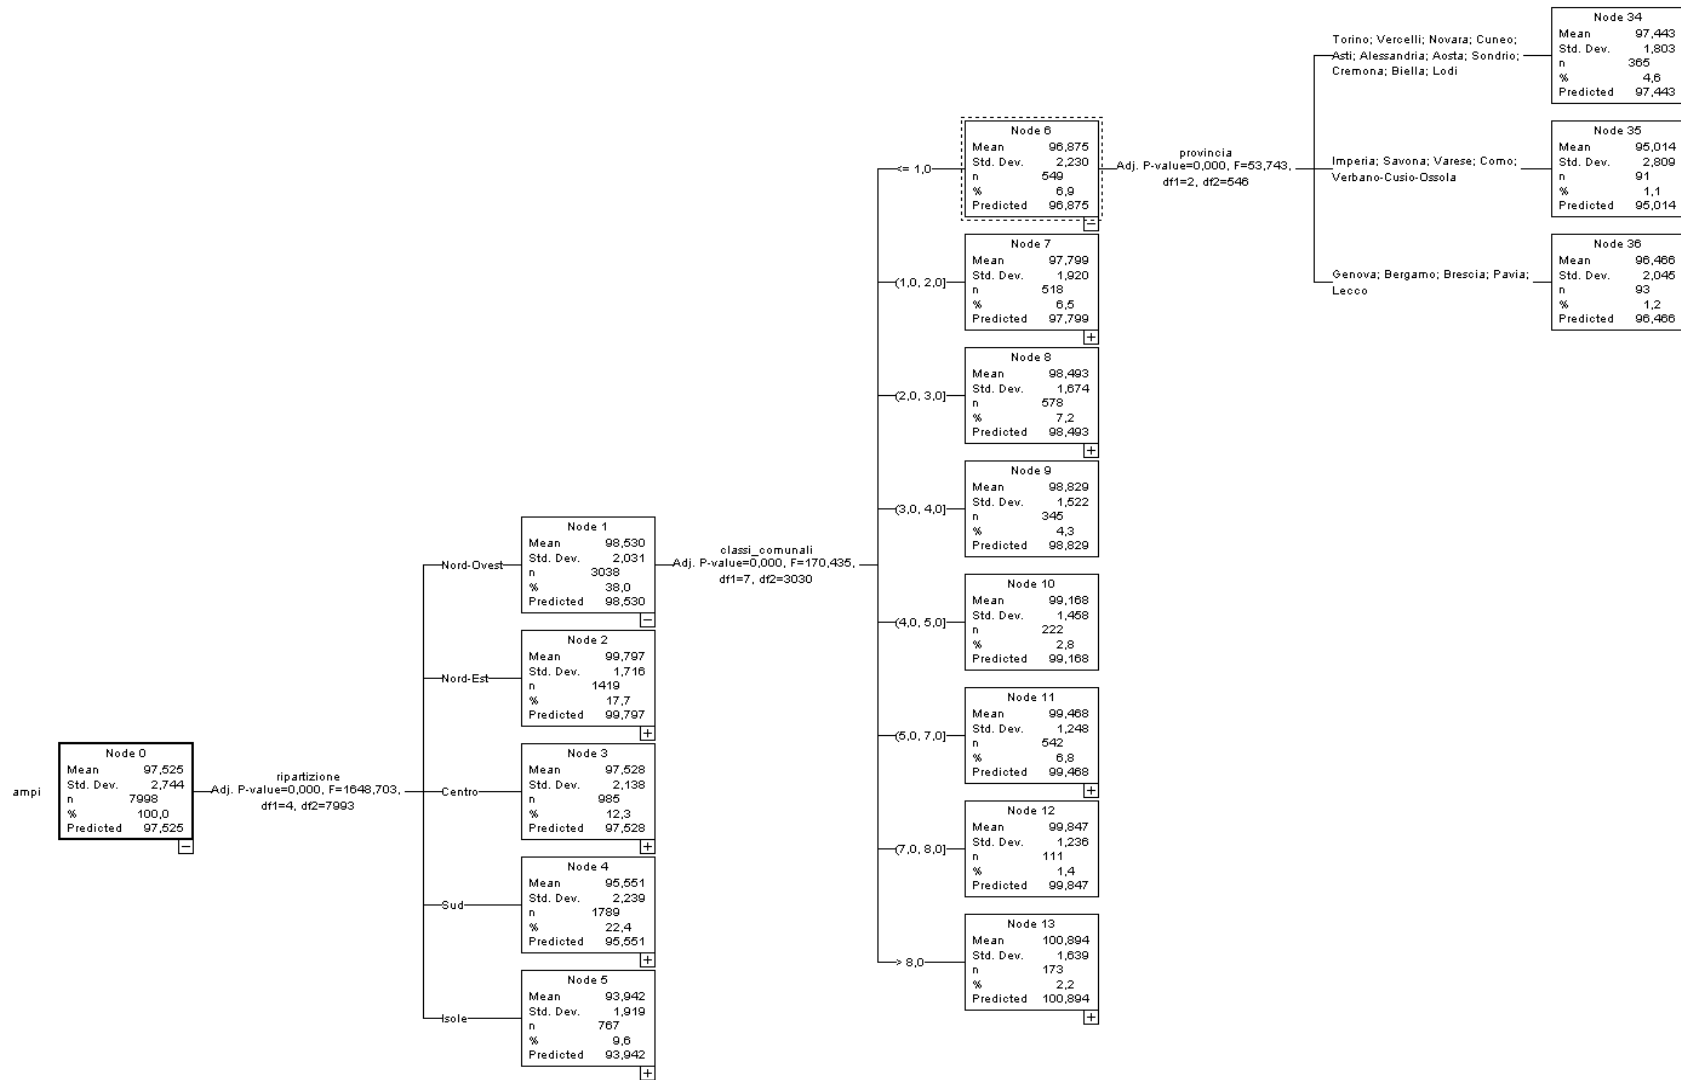 ampi
Node 0
Mean 97,525
Std. Dev. 2,744
n 7998
% 100,0
Predicted 97,525
ripartizione
Adj. P-value=0,000, F=1648,703,
df1=4, df2=7993
Nord-Ovest
Node 1
Mean 98,530
Std. Dev. 2,031
n 3038
% 38,0
Predicted 98,530
Nord-Est
Node 2
Mean 99,797
Std. Dev. 1,716
n 1419
% 17,7
Predicted 99,797
Centro
Node 3
Mean 97,528
Std. Dev. 2,138
n 985
% 12,3
Predicted 97,528
Sud
Node 4
Mean 95,551
Std. Dev. 2,239
n 1789
% 22,4
Predicted 95,551
Isole
Node 5
Mean 93,942
Std. Dev. 1,919
n 767
% 9,6
Predicted 93,942
classi_comunali
Adj. P-value=0,000, F=170,435,
df1=7, df2=3030
<= 1,0
Node 6
Mean 96,875
Std. Dev. 2,230
n 549
% 6,9
Predicted 96,875
(1,0, 2,0]
Node 7
Mean 97,799
Std. Dev. 1,920
n 518
% 6,5
Predicted 97,799
(2,0, 3,0]
Node 8
Mean 98,493
Std. Dev. 1,674
n 578
% 7,2
Predicted 98,493
(3,0, 4,0]
Node 9
Mean 98,829
Std. Dev. 1,522
n 345
% 4,3
Predicted 98,829
(4,0, 5,0]
Node 10
Mean 99,168
Std. Dev. 1,458
n 222
% 2,8
Predicted 99,168
(5,0, 7,0]
Node 11
Mean 99,468
Std. Dev. 1,248
n 542
% 6,8
Predicted 99,468
(7,0, 8,0]
Node 12
Mean 99,847
Std. Dev. 1,236
n 111
% 1,4
Predicted 99,847
> 8,0
Node 13
Mean 100,894
Std. Dev. 1,639
n 173
% 2,2
Predicted 100,894
provincia
Adj. P-value=0,000, F=53,743,
df1=2, df2=546
Torino; Vercelli; Novara; Cuneo;
Asti; Alessandria; Aosta; Sondrio;
Cremona; Biella; Lodi
Node 34
Mean 97,443
Std. Dev. 1,803
n 365
% 4,6
Predicted 97,443
Imperia; Savona; Varese; Como;
Verbano-Cusio-Ossola
Node 35
Mean 95,014
Std. Dev. 2,809
n 91
% 1,1
Predicted 95,014
Genova; Bergamo; Brescia; Pavia;
Lecco
Node 36
Mean 96,466
Std. Dev. 2,045
n 93
% 1,2
Predicted 96,466